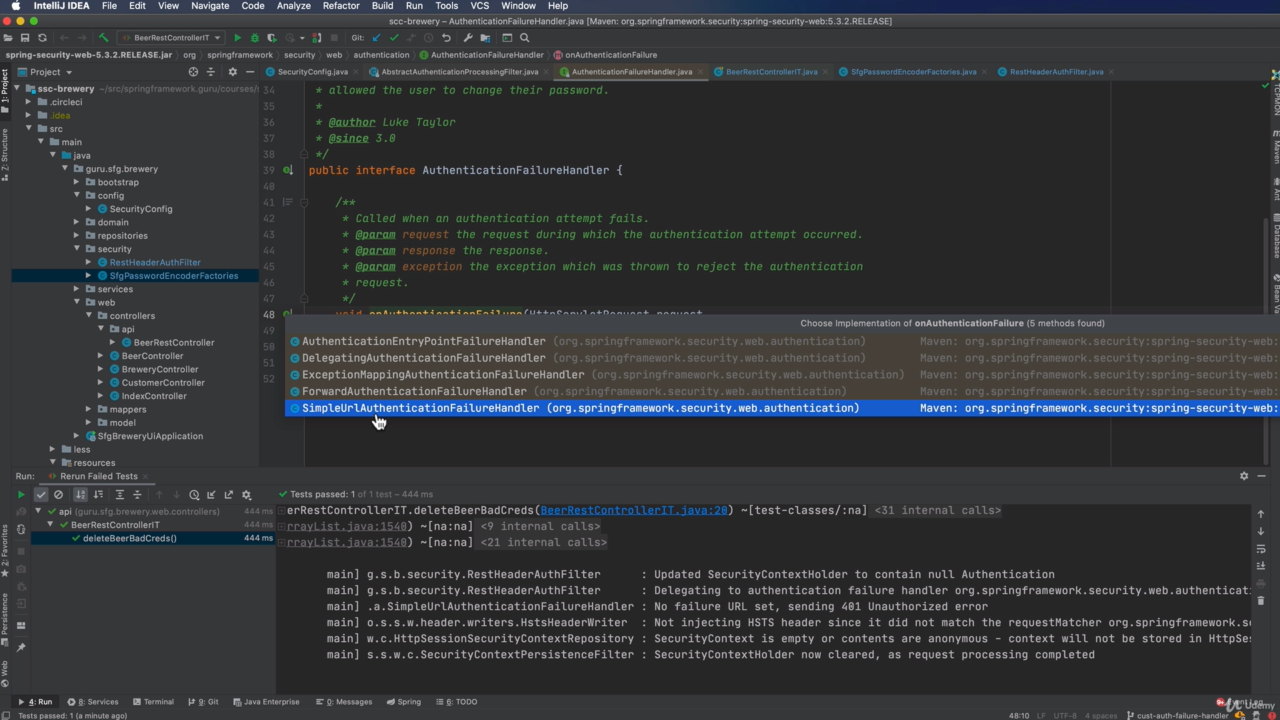 IntelliJ IDEA File Edit View Navigate Code Analyze Refactor Build Run Tools VCS Window Help
scc-brewery – AuthenticationFailureHandler.java [Maven: org.springframework.security:spring-security-web:5.3.2.RELEASE]
BeerRestControllerIT Git:
spring-security-web-5.3.2.RELEASE.jar org springframework security web authentication AuthenticationFailureHandler onAuthenticationFailure
Project SecurityConfig.java AbstractAuthenticationProcessingFilter.java AuthenticationFailureHandler.java BeerRestControllerIT.java SfgPasswordEncoderFactories.java RestHeaderAuthFilter.java
1: Project
7: Structure
2: Favorites
Persistence
Web
Maven
Ant
Database
ssc-brewery ~/src/springframework.guru/courses/
.circleci
.idea
src
main
java
guru.sfg.brewery
bootstrap
config
SecurityConfig
domain
repositories
security
RestHeaderAuthFilter
SfgPasswordEncoderFactories
services
web
controllers
api
BeerRestController
BeerController
BreweryController
CustomerController
IndexController
mappers
model
SfgBreweryUiApplication
less
resources
34 * allowed the user to change their password.
35 *
36 * @author Luke Taylor
37 * @since 3.0
38 */
39 public interface AuthenticationFailureHandler {
40
41 /**
42 * Called when an authentication attempt fails.
43 * @param request the request during which the authentication attempt occurred.
44 * @param response the response.
45 * @param exception the exception which was thrown to reject the authentication
46 * request.
47 */
48 void onAuthenticationFailure(HttpServletRequest request,
49
50
51
52
Choose Implementation of onAuthenticationFailure (5 methods found)
AuthenticationEntryPointFailureHandler (org.springframework.security.web.authentication) Maven: org.springframework.security:spring-security-web:
DelegatingAuthenticationFailureHandler (org.springframework.security.web.authentication) Maven: org.springframework.security:spring-security-web:
ExceptionMappingAuthenticationFailureHandler (org.springframework.security.web.authentication) Maven: org.springframework.security:spring-security-web:
ForwardAuthenticationFailureHandler (org.springframework.security.web.authentication) Maven: org.springframework.security:spring-security-web:
SimpleUrlAuthenticationFailureHandler (org.springframework.security.web.authentication) Maven: org.springframework.security:spring-security-web:
Run: Rerun Failed Tests
Tests passed: 1 of 1 test – 444 ms
api (guru.sfg.brewery.web.controllers) 444 ms
BeerRestControllerIT 444 ms
deleteBeerBadCreds() 444 ms
erRestControllerIT.deleteBeerBadCreds(BeerRestControllerIT.java:20) ~[test-classes/:na] <31 internal calls>
rrayList.java:1540) ~[na:na] <9 internal calls>
rrayList.java:1540) ~[na:na] <21 internal calls>
main] g.s.b.security.RestHeaderAuthFilter : Updated SecurityContextHolder to contain null Authentication
main] g.s.b.security.RestHeaderAuthFilter : Delegating to authentication failure handler org.springframework.security.web.authenticati
main] .a.SimpleUrlAuthenticationFailureHandler : No failure URL set, sending 401 Unauthorized error
main] o.s.s.w.header.writers.HstsHeaderWriter : Not injecting HSTS header since it did not match the requestMatcher org.springframework
main] w.c.HttpSessionSecurityContextRepository : SecurityContext is empty or contents are anonymous - context will not be stored in HttpSes
main] s.s.w.c.SecurityContextPersistenceFilter : SecurityContextHolder now cleared, as request processing completed
4: Run 8: Services Terminal 9: Git Java Enterprise 0: Messages Spring 6: TODO
Udemy
Tests passed: 1 (a minute ago) 48:10 LF UTF-8 4 spaces cust-auth-failure-handler